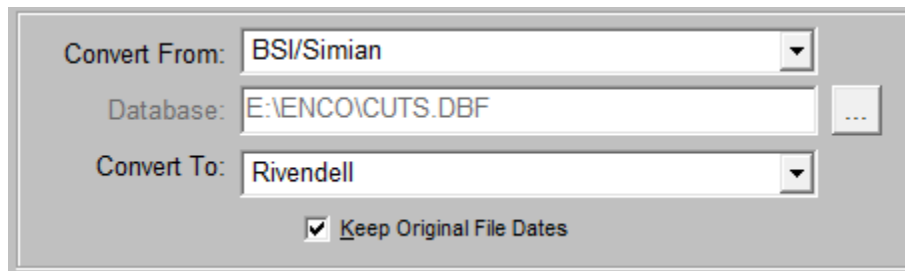 Convert From: BSI/Simian
Database: E:\ENCO\CUTS.DBF ...
Convert To: Rivendell
Keep Original File Dates